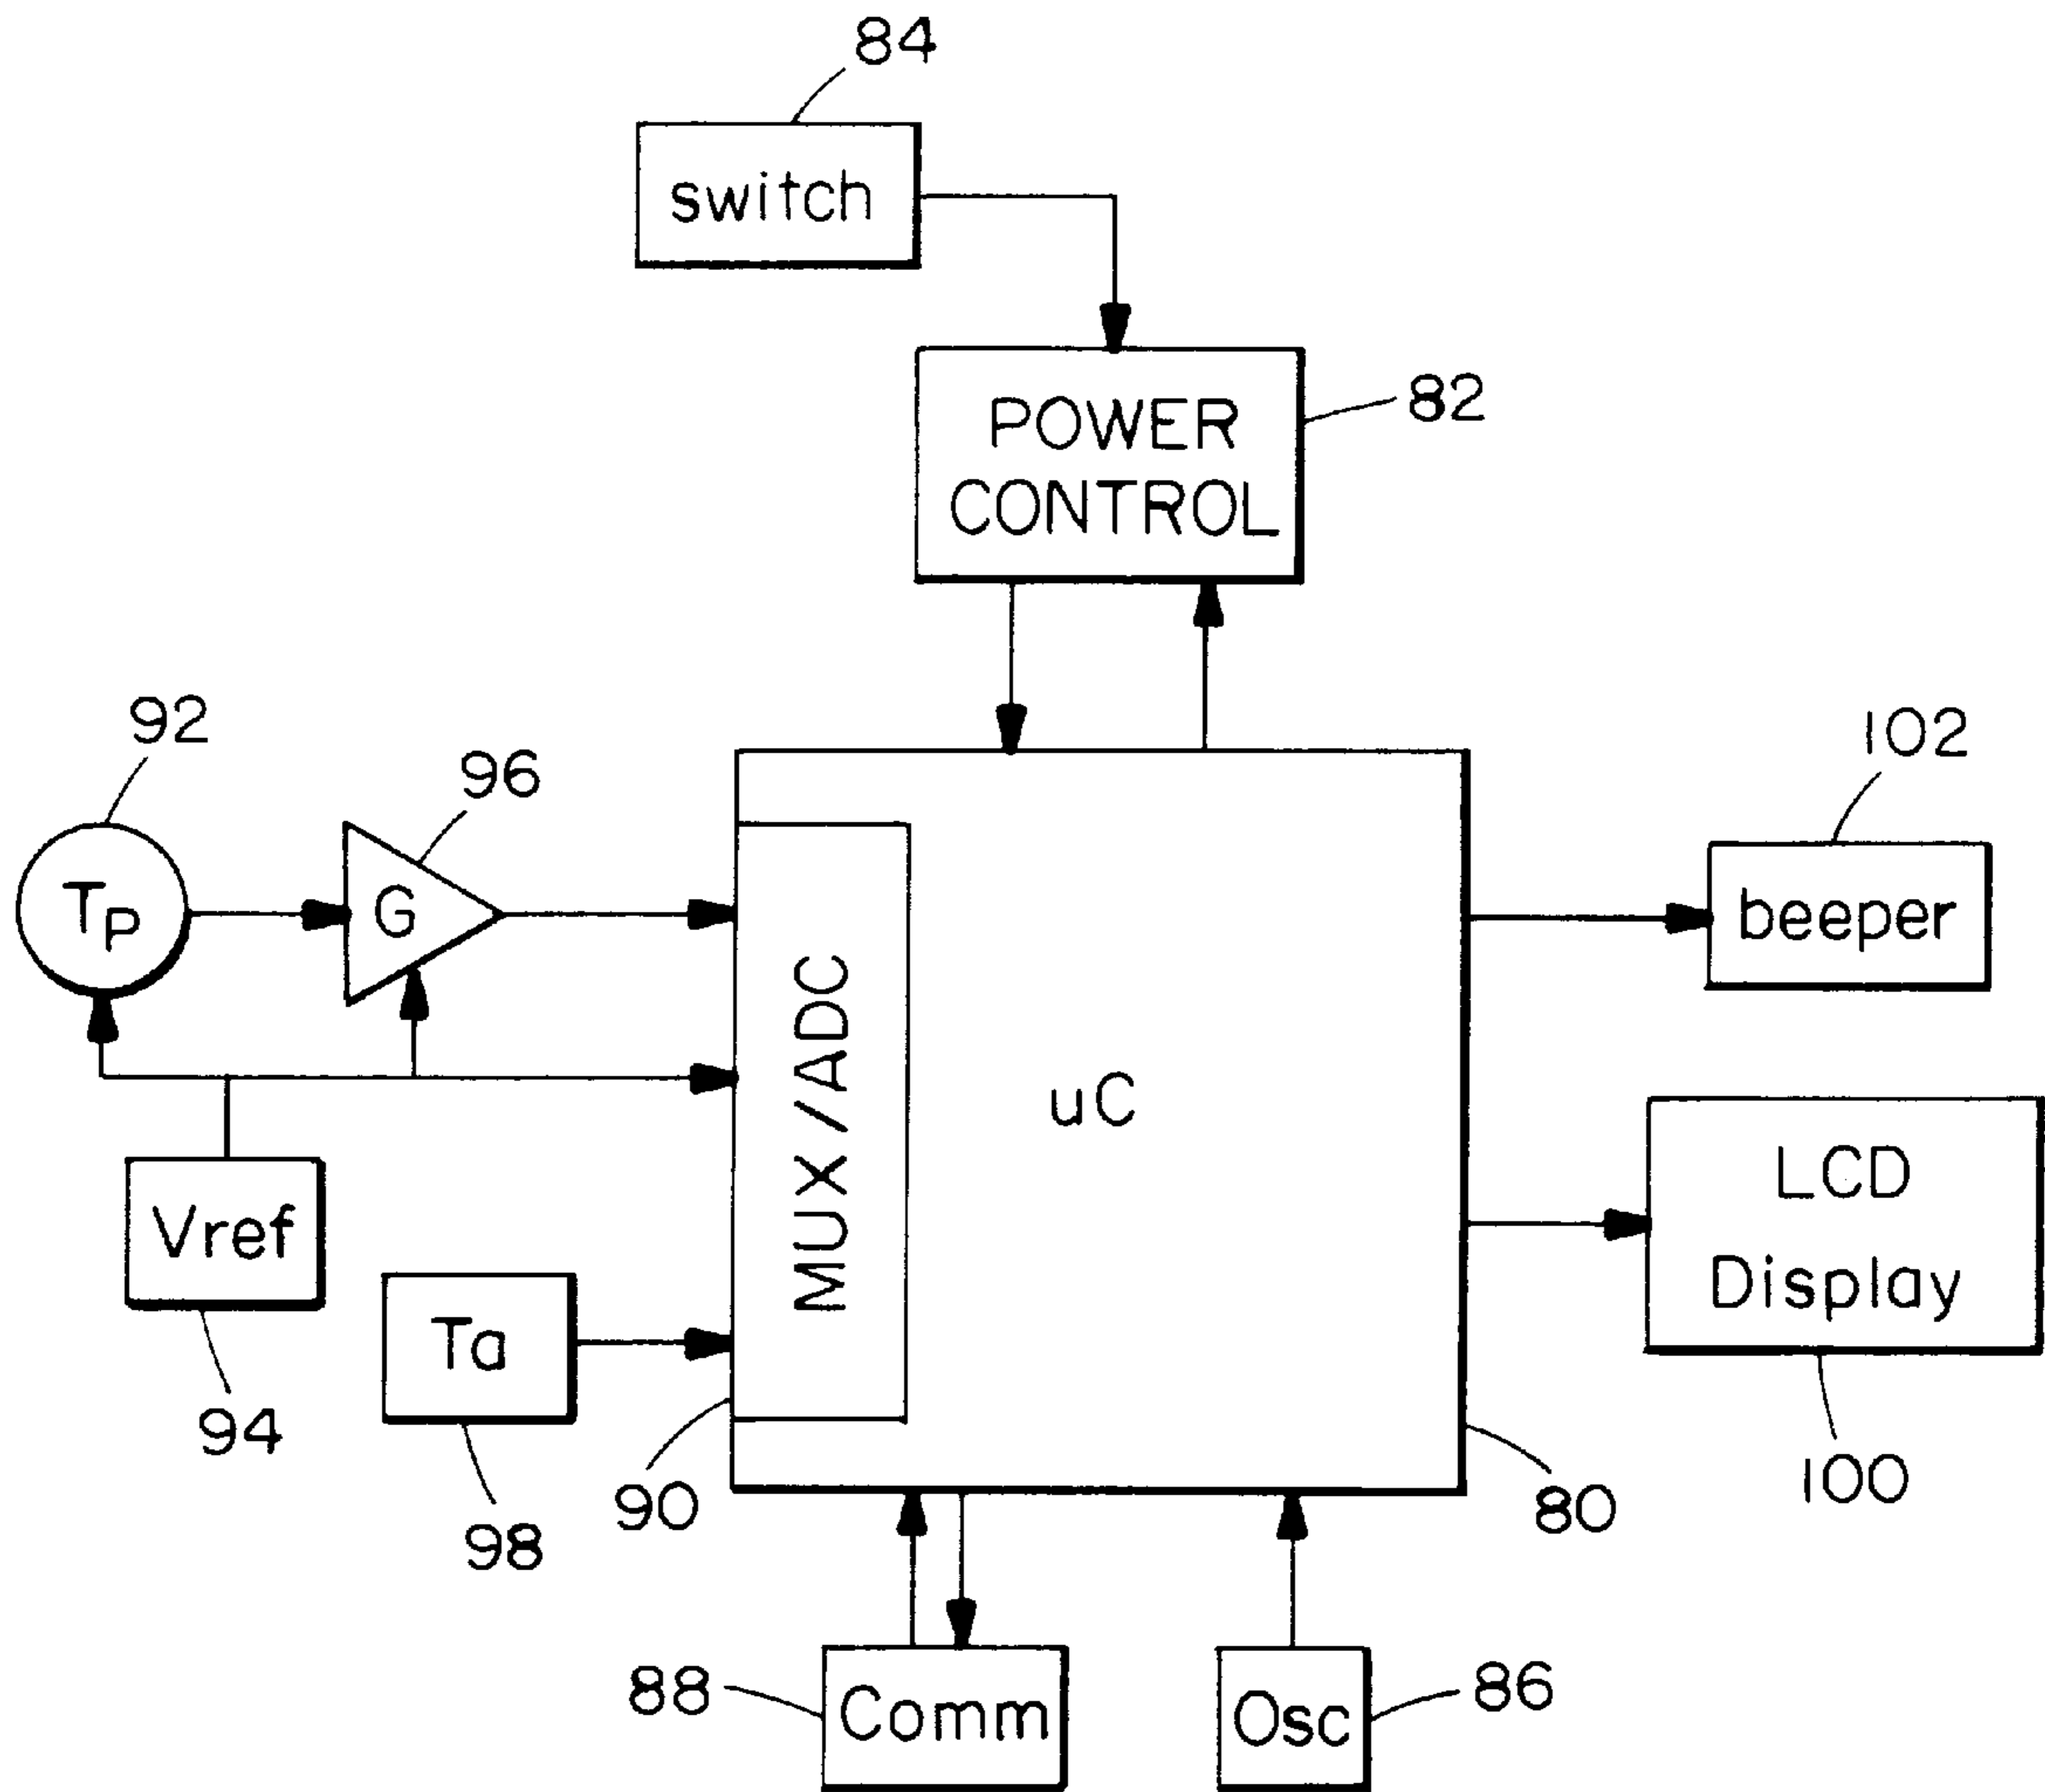 84
switch
POWER
CONTROL
82
92
96
102
TP
G
beeper
MUX/ADC
uC
Vref
LCD
Display
Ta
94
98
90
80
100
88
Comm
Osc
86